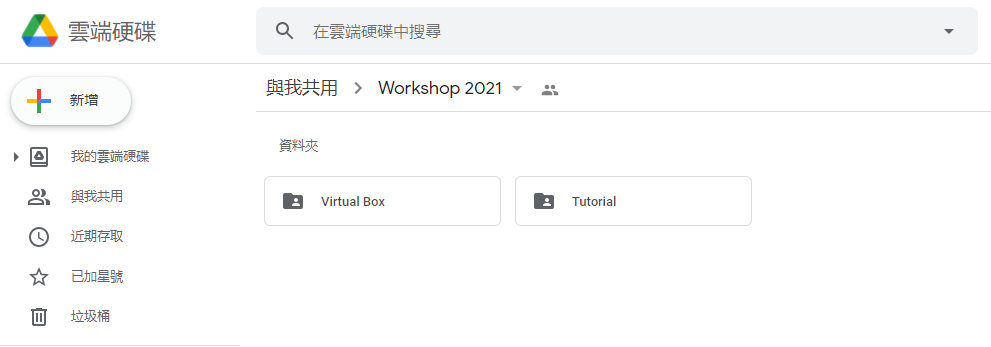 雲端硬碟
在雲端硬碟中搜尋
新增
與我共用
Workshop 2021
我的雲端硬碟
與我共用
近期存取
已加星號
垃圾桶
資料夾
Virtual Box
Tutorial